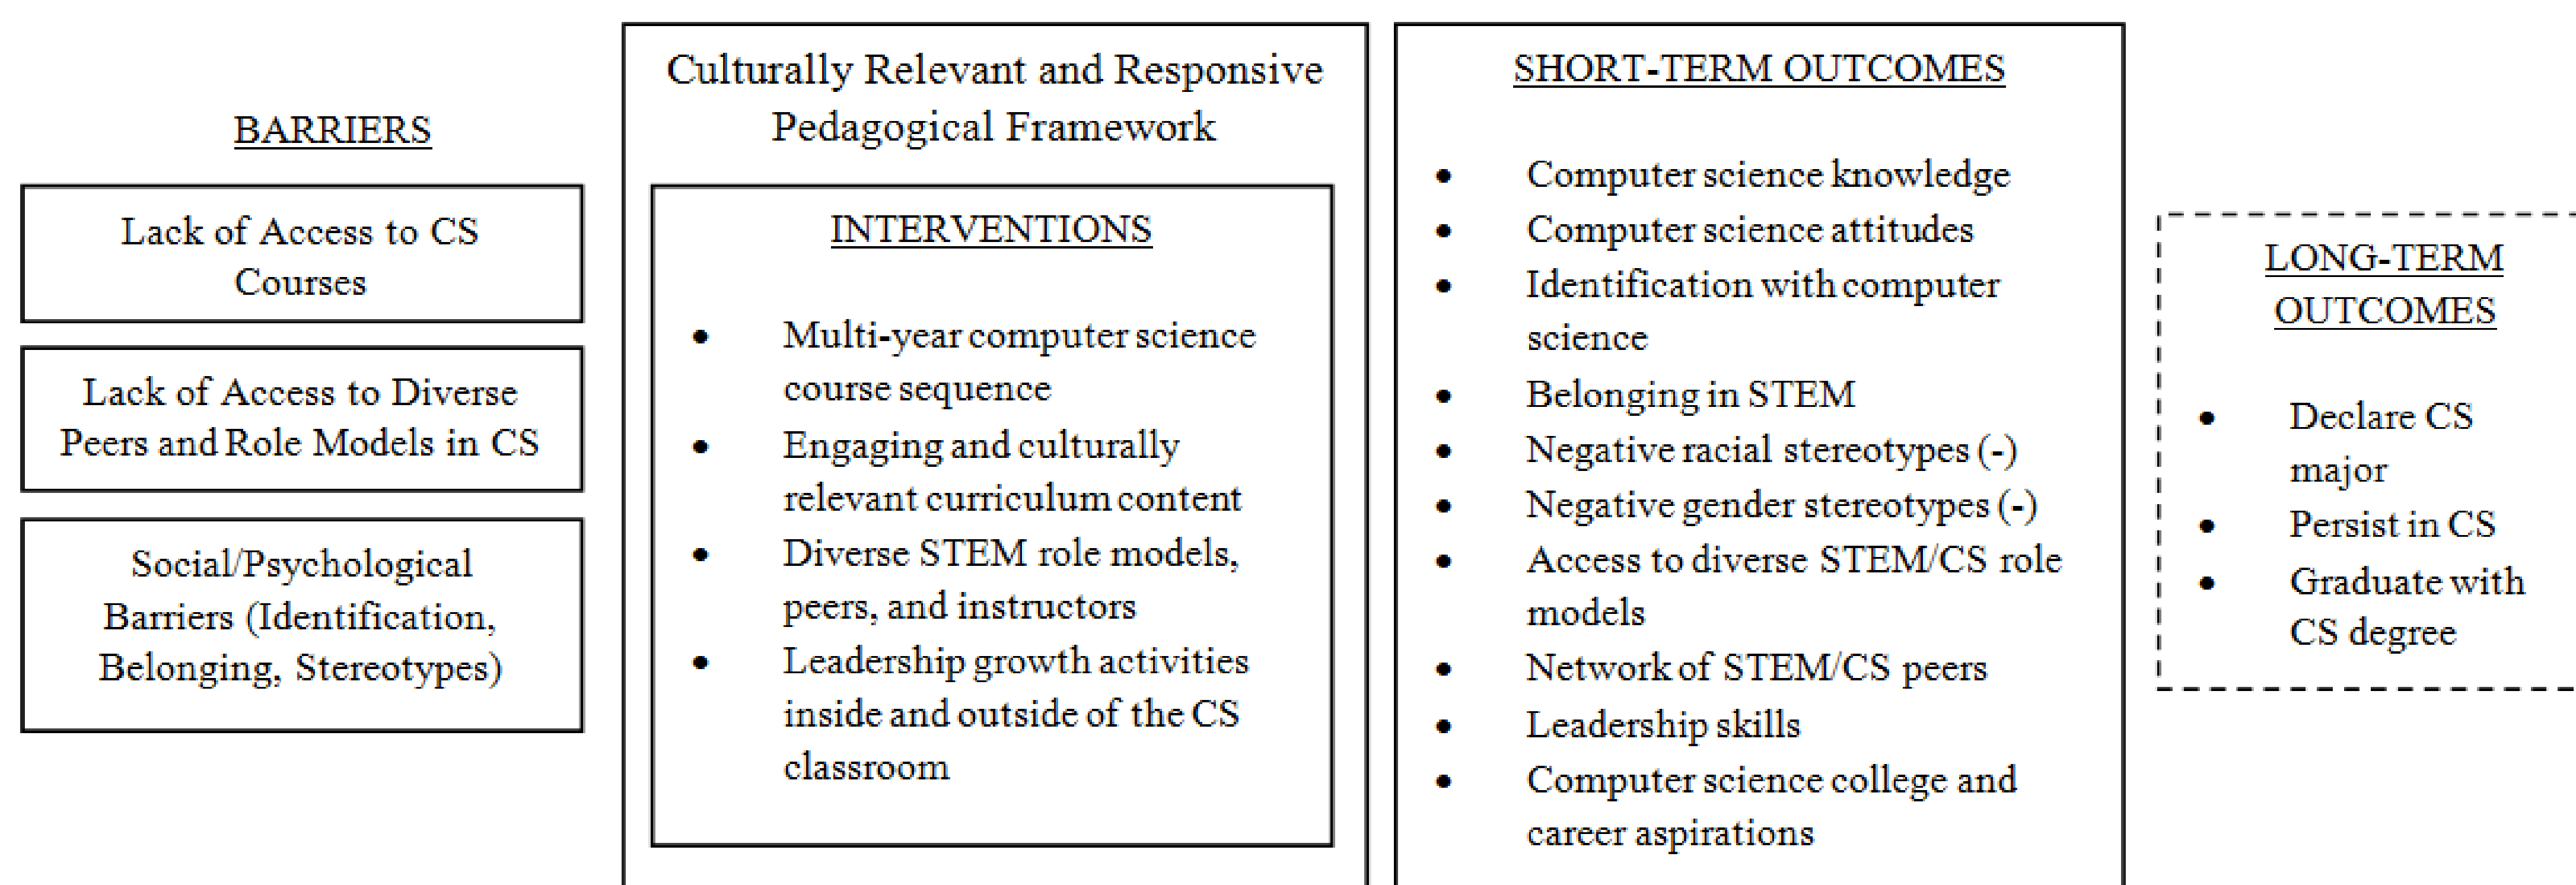 BARRIERS
Lack of Access to CS
Courses
Lack of Access to Diverse
Peers and Role Models in CS
Social/Psychological
Barriers (Identification,
Belonging, Stereotypes)
Culturally Relevant and Responsive
Pedagogical Framework
INTERVENTIONS
• Multi-year computer science
course sequence
• Engaging and culturally
relevant curriculum content
• Diverse STEM role models,
peers, and instructors
• Leadership growth activities
inside and outside of the CS
classroom
SHORT-TERM OUTCOMES
• Computer science knowledge
• Computer science attitudes
• Identification with computer
science
• Belonging in STEM
• Negative racial stereotypes (-)
• Negative gender stereotypes (-)
• Access to diverse STEM/CS role
models
• Network of STEM/CS peers
• Leadership skills
• Computer science college and
career aspirations
LONG-TERM
OUTCOMES
• Declare CS
major
• Persist in CS
• Graduate with
CS degree